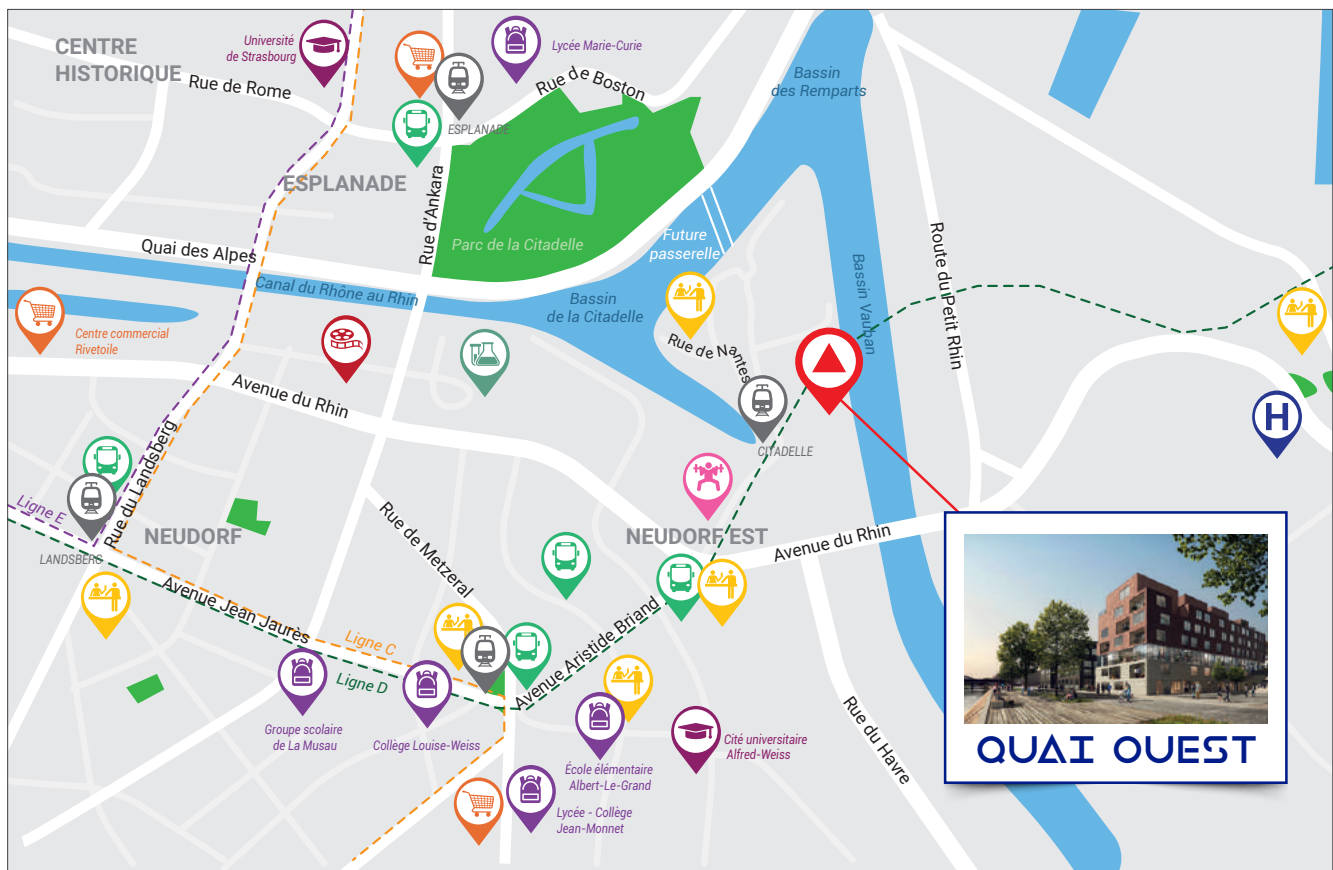 CENTRE
HISTORIQUE
Université
de Strasbourg
Lycée Marie-Curie
Rue de Rome
Rue de Boston
Bassin
des Remparts
ESPLANADE
ESPLANADE
Rue d'Ankara
Parc de la Citadelle
Quai des Alpes
Canal du Rhône au Rhin
Future
passerelle
Bassin
de la Citadelle
Bassin Vauban
Route du Petit Rhin
Centre commercial
Rivetoile
Rue de Nantes
Avenue du Rhin
CITADELLE
H
Rue du Landsberg
Ligne E
LANDSBERG
NEUDORF
Rue de Metzeral
NEUDORF EST
Avenue du Rhin
Avenue Jean Jaurès
Ligne C
Ligne D
Avenue Aristide Briand
Groupe scolaire
de La Musau
Collège Louise-Weiss
École élémentaire
Albert-Le-Grand
Cité universitaire
Alfred-Weiss
Lycée - Collège
Jean-Monnet
Rue du Havre
QUAI OUEST